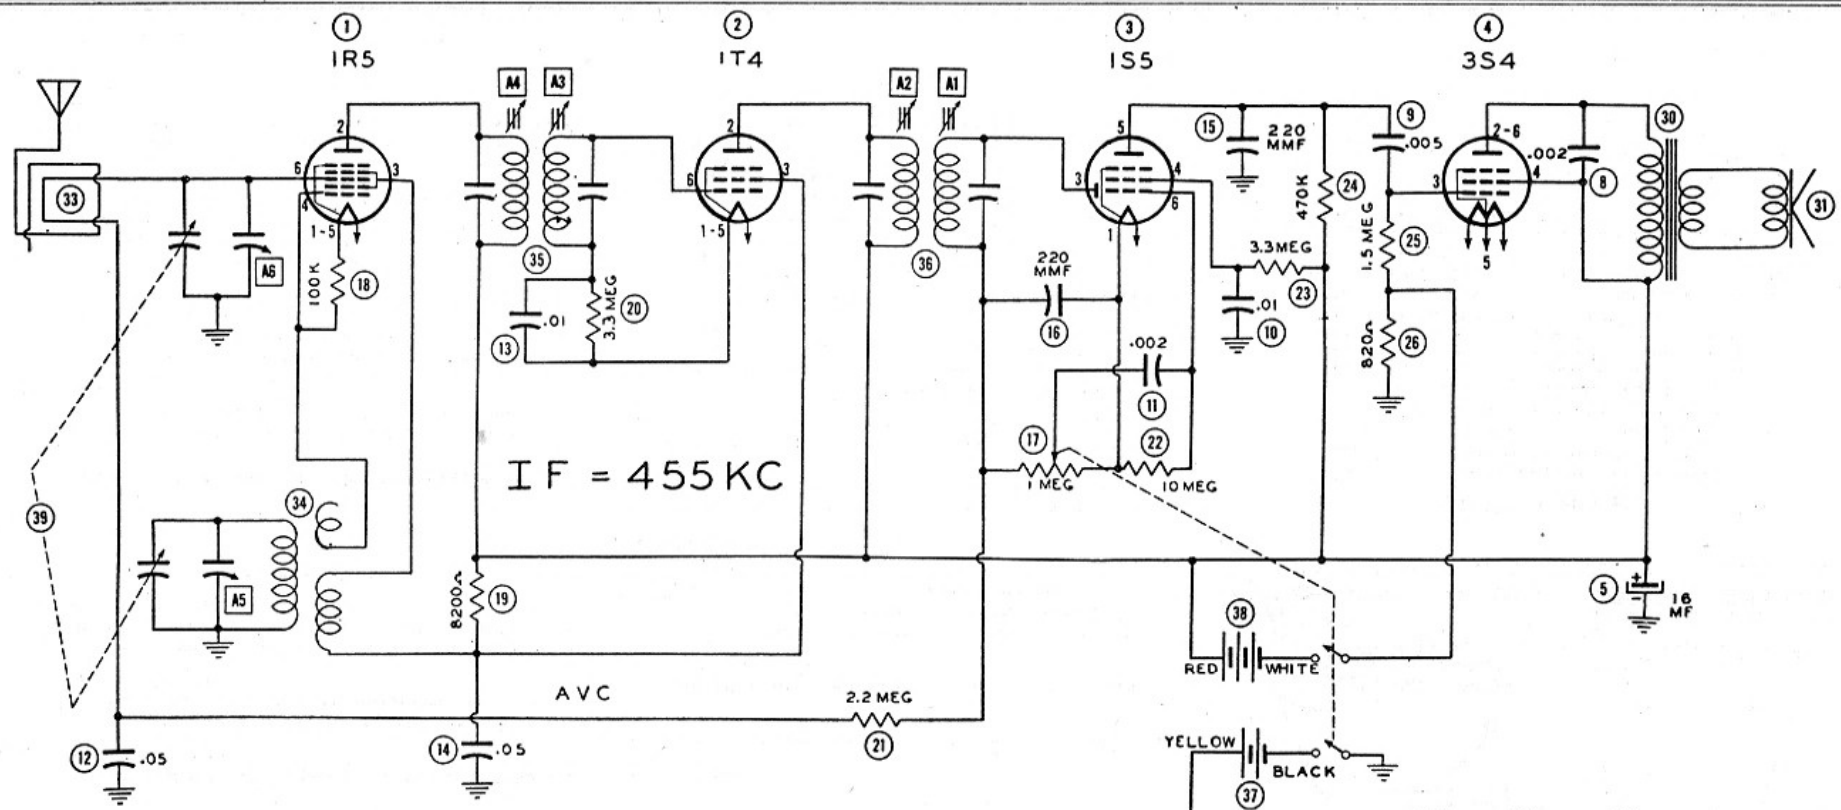 1 2 3 4
1R5 1T4 1S5 3S4
A4 A3 A2 A1
2 2 5 2-6
15 220 MMF 9 .005 .002 8 30
6 3 4 1-5
6 3 1-5
3 4 6 1
3 4 5
33 31
A6
100K 18
35 36
13 .01 20 3.3 MEG
220 MMF 16
3.3MEG 23
.01 10
470K 24
1.5 MEG 25
820Ω 26
.002 11
17 1 MEG
22 10 MEG
IF = 455 KC
39 34
A5
8200Ω 19
5 + - 16 MF
38
RED WHITE
AVC
2.2 MEG
21
12 .05
14 .05
YELLOW
BLACK
37